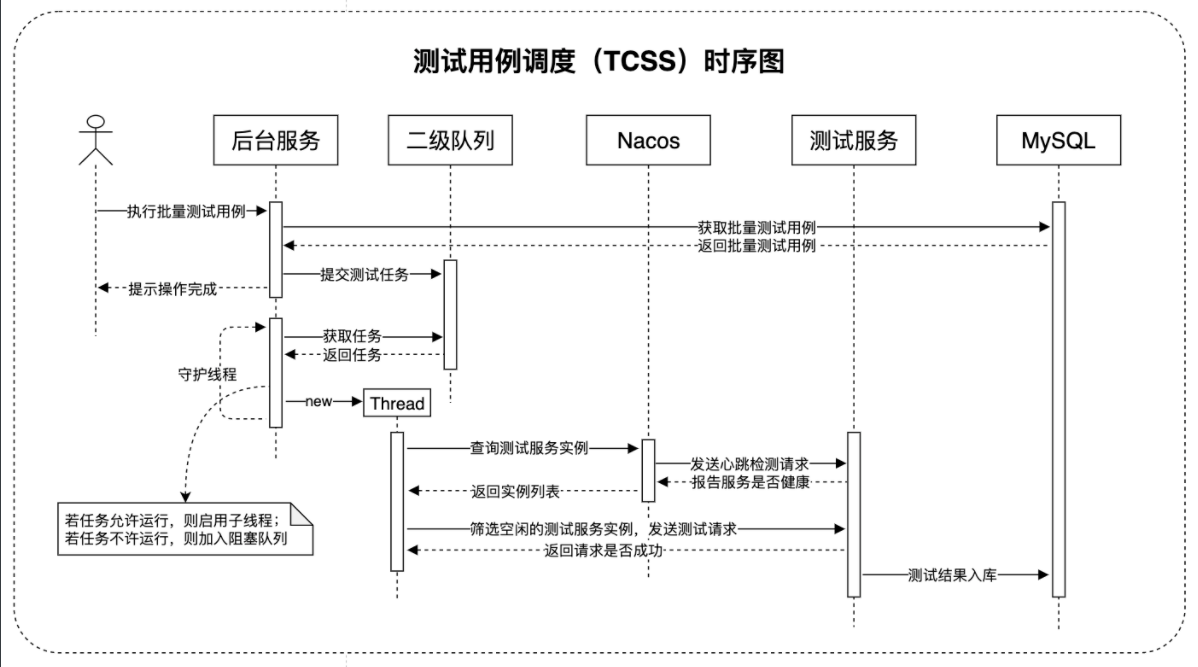 测试用例调度（TCSS）时序图
后台服务
二级队列
Nacos
测试服务
MySQL
执行批量测试用例
获取批量测试用例
返回批量测试用例
提交测试任务
提示操作完成
获取任务
返回任务
守护线程
new
Thread
查询测试服务实例
发送心跳检测请求
报告服务是否健康
返回实例列表
若任务允许运行，则启用子线程；
若任务不许运行，则加入阻塞队列
筛选空闲的测试服务实例，发送测试请求
返回请求是否成功
测试结果入库